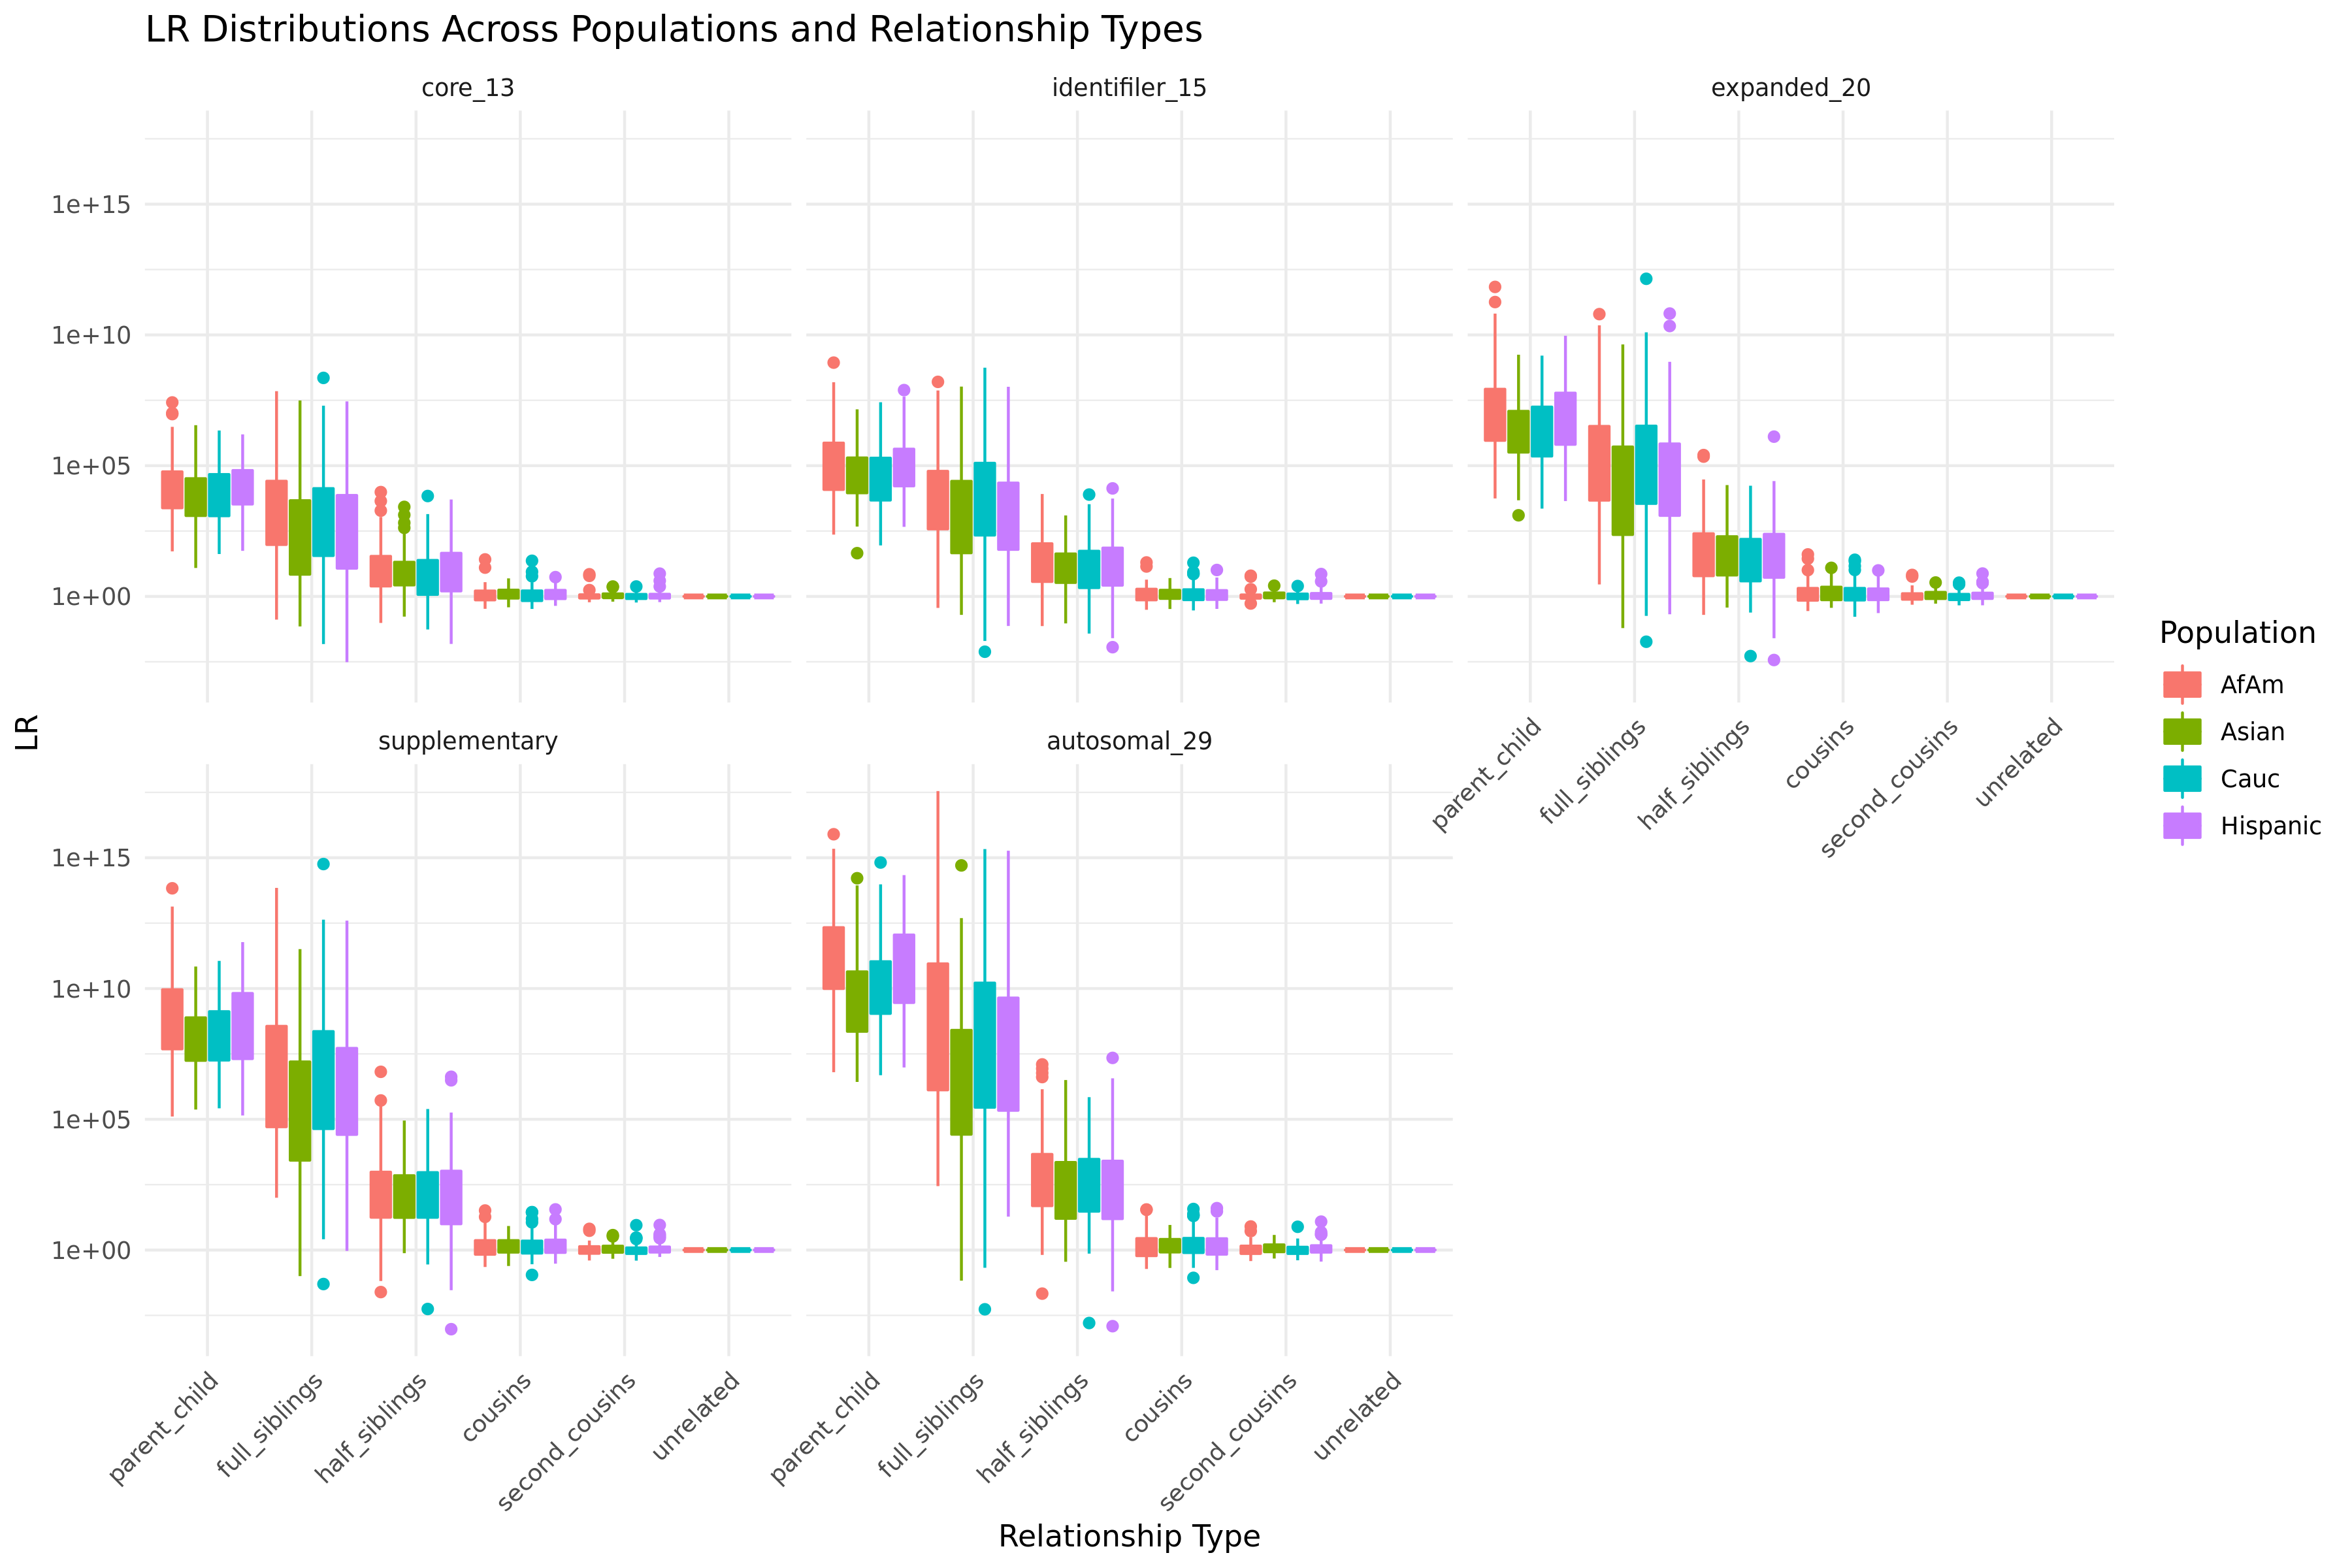 LR Distributions Across Populations and Relationship Types
core_13
identifiler_15
expanded_20
1e+15
1e+10
1e+05
1e+00
parent_child
full_siblings
half_siblings
cousins
second_cousins
unrelated
LR
supplementary
autosomal_29
1e+15
1e+10
1e+05
1e+00
parent_child
full_siblings
half_siblings
cousins
second_cousins
unrelated
parent_child
full_siblings
half_siblings
cousins
second_cousins
unrelated
Relationship Type
Population
AfAm
Asian
Cauc
Hispanic